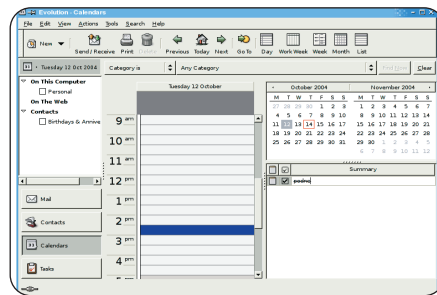 Evolution - Calendars
File Edit View Actions Tools Search Help
New Send / Receive Print Delete Previous Today Next Go To Day Work Week Week Month List
Tuesday 12 Oct 2004 Category is Any Category Find Now Clear
On This Computer
Personal
On The Web
Contacts
Birthdays & Annive
Mail
Contacts
Calendars
Tasks
Tuesday 12 October
9 am
10 am
11 am
12 pm
1 pm
2 pm
3 pm
4 pm
October 2004
M T W T F S S
27 28 29 30 1 2 3
4 5 6 7 8 9 10
11 12 13 14 15 16 17
18 19 20 21 22 23 24
25 26 27 28 29 30 31
November 2004
M T W T F S S
1 2 3 4 5 6 7
8 9 10 11 12 13 14
15 16 17 18 19 20 21
22 23 24 25 26 27 28
29 30 1 2 3 4 5
6 7 8 9 10 11 12
Summary